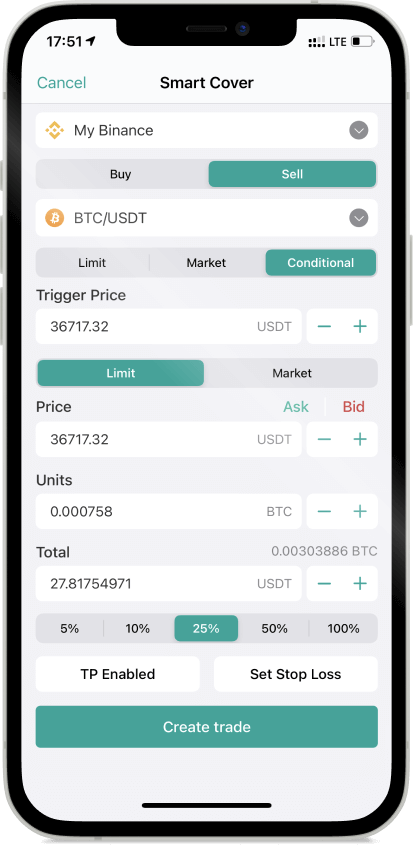 17:51 LTE
Cancel Smart Cover
My Binance
Buy Sell
BTC/USDT
Limit Market Conditional
Trigger Price
36717.32 USDT − +
Limit Market
Price Ask Bid
36717.32 USDT − +
Units
0.000758 BTC − +
Total 0.00303886 BTC
27.81754971 USDT − +
5% 10% 25% 50% 100%
TP Enabled Set Stop Loss
Create trade